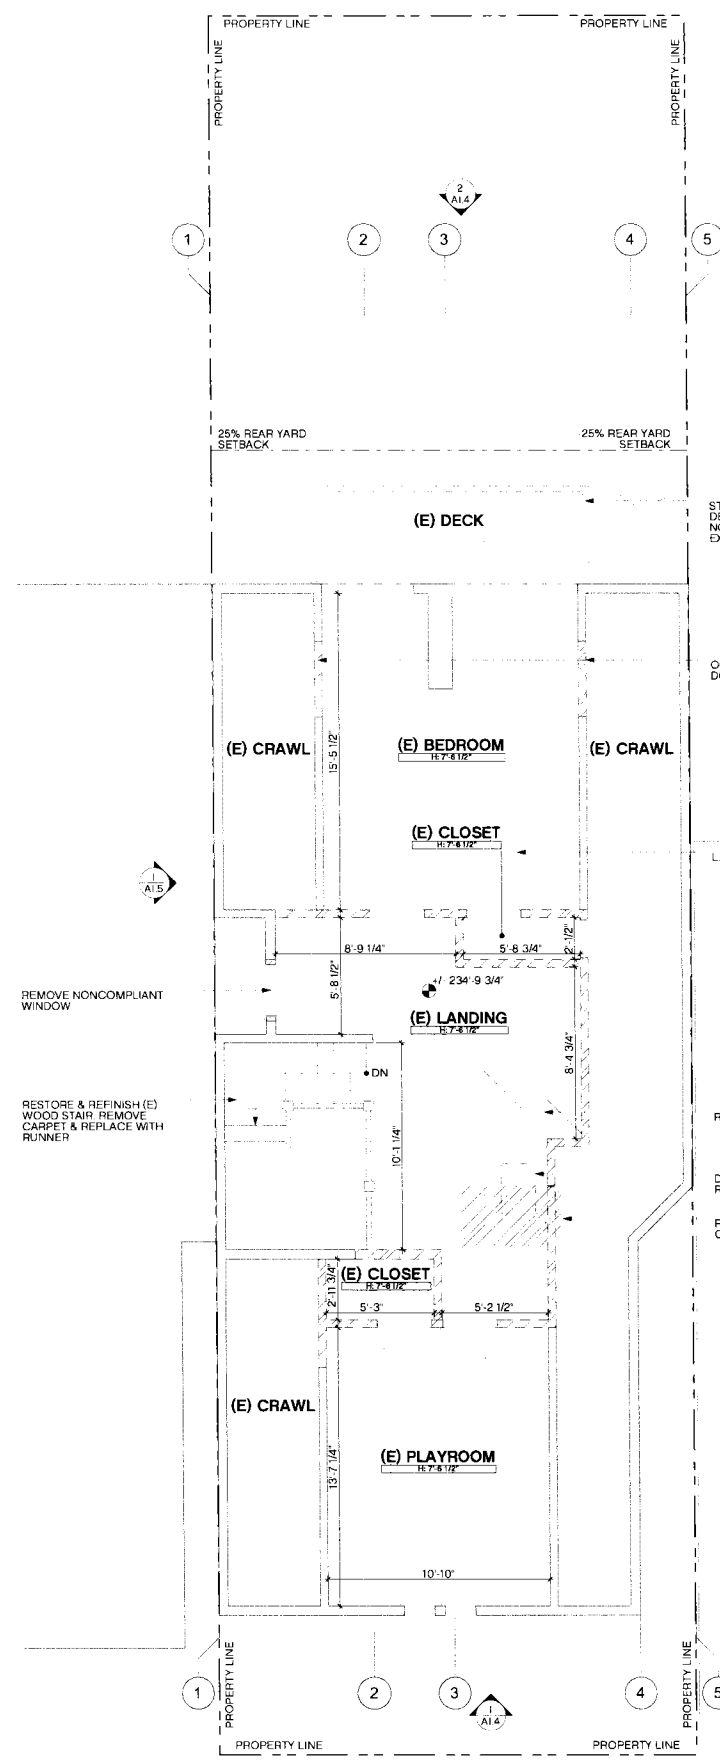 PROPERTY LINE PROPERTY LINE
PROPERTY LINE
PROPERTY LINE
2
A1.4
1 2 3 4 5
25% REAR YARD
SETBACK
25% REAR YARD
SETBACK
(E) DECK
15'-5 1/2"
(E) CRAWL
(E) BEDROOM
H: 7'-6 1/2"
(E) CRAWL
(E) CLOSET
H: 7'-6 1/2"
1
A1.5
8'-9 1/4"
5'-8 3/4"
2'-1/2"
5'-8 1/2"
+/- 234'-9 3/4"
REMOVE NONCOMPLIANT
WINDOW
(E) LANDING
H: 7'-6 1/2"
8'-4 3/4"
DN
RESTORE & REFINISH (E)
WOOD STAIR. REMOVE
CARPET & REPLACE WITH
RUNNER
10'-1 1/4"
(E) CLOSET
H: 7'-6 1/2"
2'-11 3/4"
5'-3"
5'-2 1/2"
(E) CRAWL
(E) PLAYROOM
H: 7'-6 1/2"
13'-7 1/4"
10'-10"
PROPERTY LINE
PROPERTY LINE
1 2 3 4 5
1
A1.4
PROPERTY LINE PROPERTY LINE